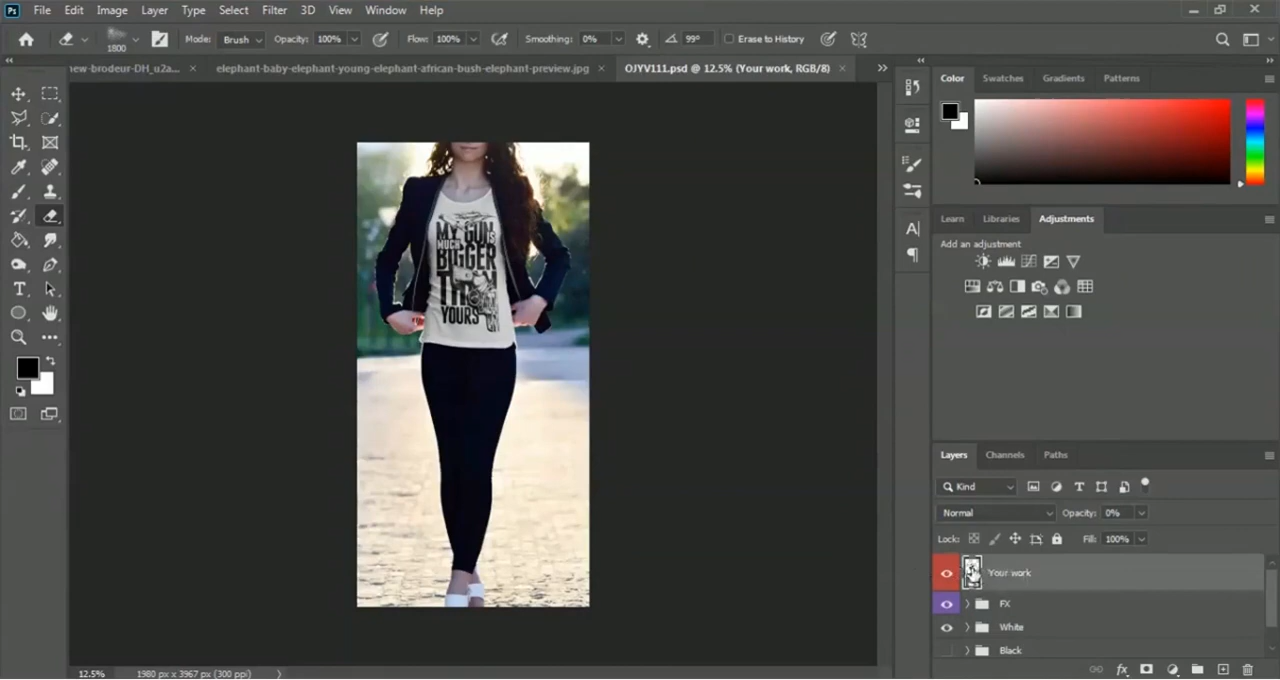 Ps File Edit Image Layer Type Select Filter 3D View Window Help
1800 Mode: Brush Opacity: 100% Flow: 100% Smoothing: 0% 99° Erase to History
new-brodeur-DH_u2a... × elephant-baby-elephant-young-elephant-african-bush-elephant-preview.jpg × OJYV111.psd @ 12.5% (Your work, RGB/8) ×
Color Swatches Gradients Patterns
Learn Libraries Adjustments
Add an adjustment
MY GUN IS
MUCH
BIGGER
YOURS
Layers Channels Paths
Kind
Normal Opacity: 0%
Lock: Fill: 100%
Your work
FX
White
Black
12.5% 1980 px x 3967 px (300 ppi)